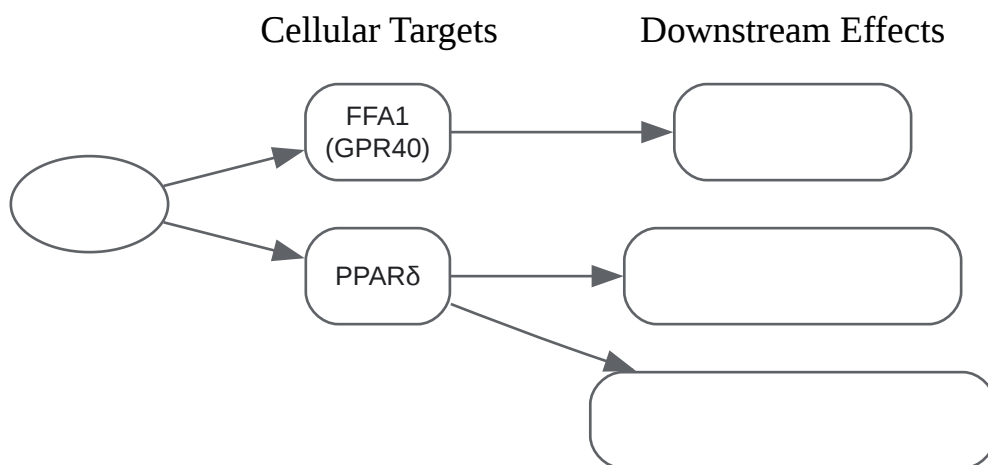 Cellular Targets
Downstream Effects
FFA1
(GPR40)
PPARδ